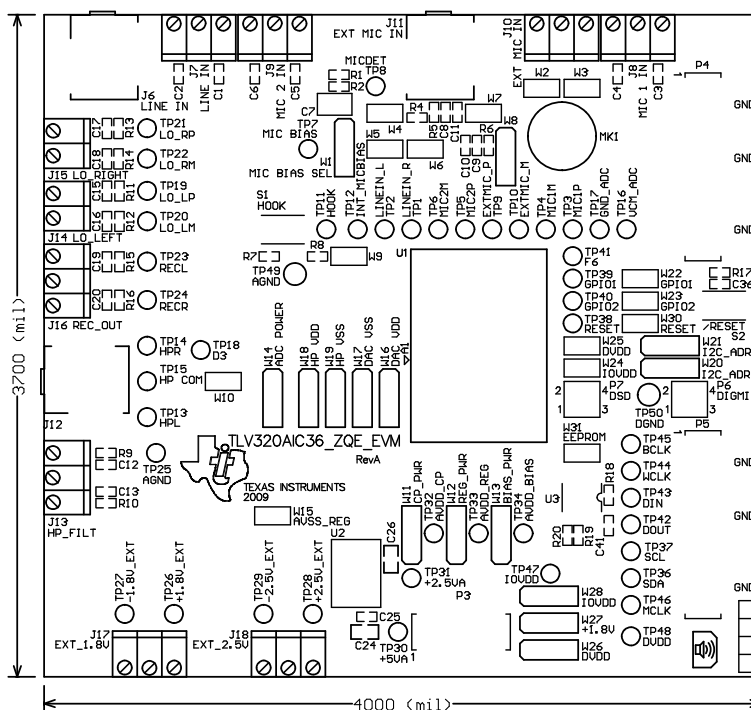 J6
LINE IN
C2
J7
LINE IN
C1
C6
J9
MIC 2 IN
C5
J11
EXT MIC IN
J10
EXT MIC IN
C4
J8
MIC 1 IN
C3
P4
MICDET
TP8
R1
R2
C7
TP7
MIC BIAS
W1
MIC BIAS SEL
W4
W5
W6
R4
R5
C8
C11
W7
W8
R6
C10
C9
W2
W3
MK1
GND
GND
GND
C17
R13
TP21
LO_RP
C18
R14
TP22
LO_RM
J15 LO_RIGHT
C15
R11
TP19
LO_LP
C16
R12
TP20
LO_LM
J14 LO_LEFT
C19
R15
TP23
RECL
C20
R16
TP24
RECR
J16 REC_OUT
S1
HOOK
TP11
HOOK
TP12
INT_MICBIAS
TP2
LINEIN_L
TP1
LINEIN_R
TP6
MIC2M
TP5
MIC2P
TP9
EXTMIC_P
TP10
EXTMIC_M
TP4
MIC1M
TP3
MIC1P
TP17
GND_ADC
TP16
VCM_ADC
R7
R8
W9
TP49
AGND
U1
A1
TP41
F6
TP39
GPIO1
TP40
GPIO2
TP38
RESET
W22
GPIO1
W23
GPIO2
W30
RESET
R17
C36
/RESET
S2
W25
DVDD
W24
IOVDD
W21
I2C_ADR
W20
I2C_ADR
P7
DSD
2
4
1
3
TP50
DGND
P6
DIGMI
2
4
1
3
W31
EEPROM
P5
TP14
HPR
TP18
D3
TP15
HP COM
W10
TP13
HPL
J12
W14
ADC POWER
W18
HP VDD
W19
HP VSS
W17
DAC VSS
W16
DAC VDD
TLV320AIC36_ZQE_EVM
RevA
TEXAS INSTRUMENTS
2009
R9
C12
C13
R10
TP25
AGND
J13
HP_FILT
W15
AVSS_REG
U2
C26
W11
CP_PWR
TP32
AVDD_CP
W12
REG_PWR
TP33
AVDD_REG
W13
BIAS_PWR
TP34
AVDD_BIAS
U3
R18
R20
R19
C41
TP45
BCLK
TP44
WCLK
TP43
DIN
TP42
DOUT
TP37
SCL
TP36
SDA
TP46
MCLK
TP48
DVDD
GND
GND
GND
TP31
+2.5VA
TP47
IOVDD
P3
W28
IOVDD
W27
+1.8V
W26
DVDD
C25
C24
TP30
+5VA
1
TP27
-1.8V_EXT
TP26
+1.8V_EXT
TP29
-2.5V_EXT
TP28
+2.5V_EXT
J17
EXT_1.8V
J18
EXT_2.5V
3700 (mil)
4000 (mil)